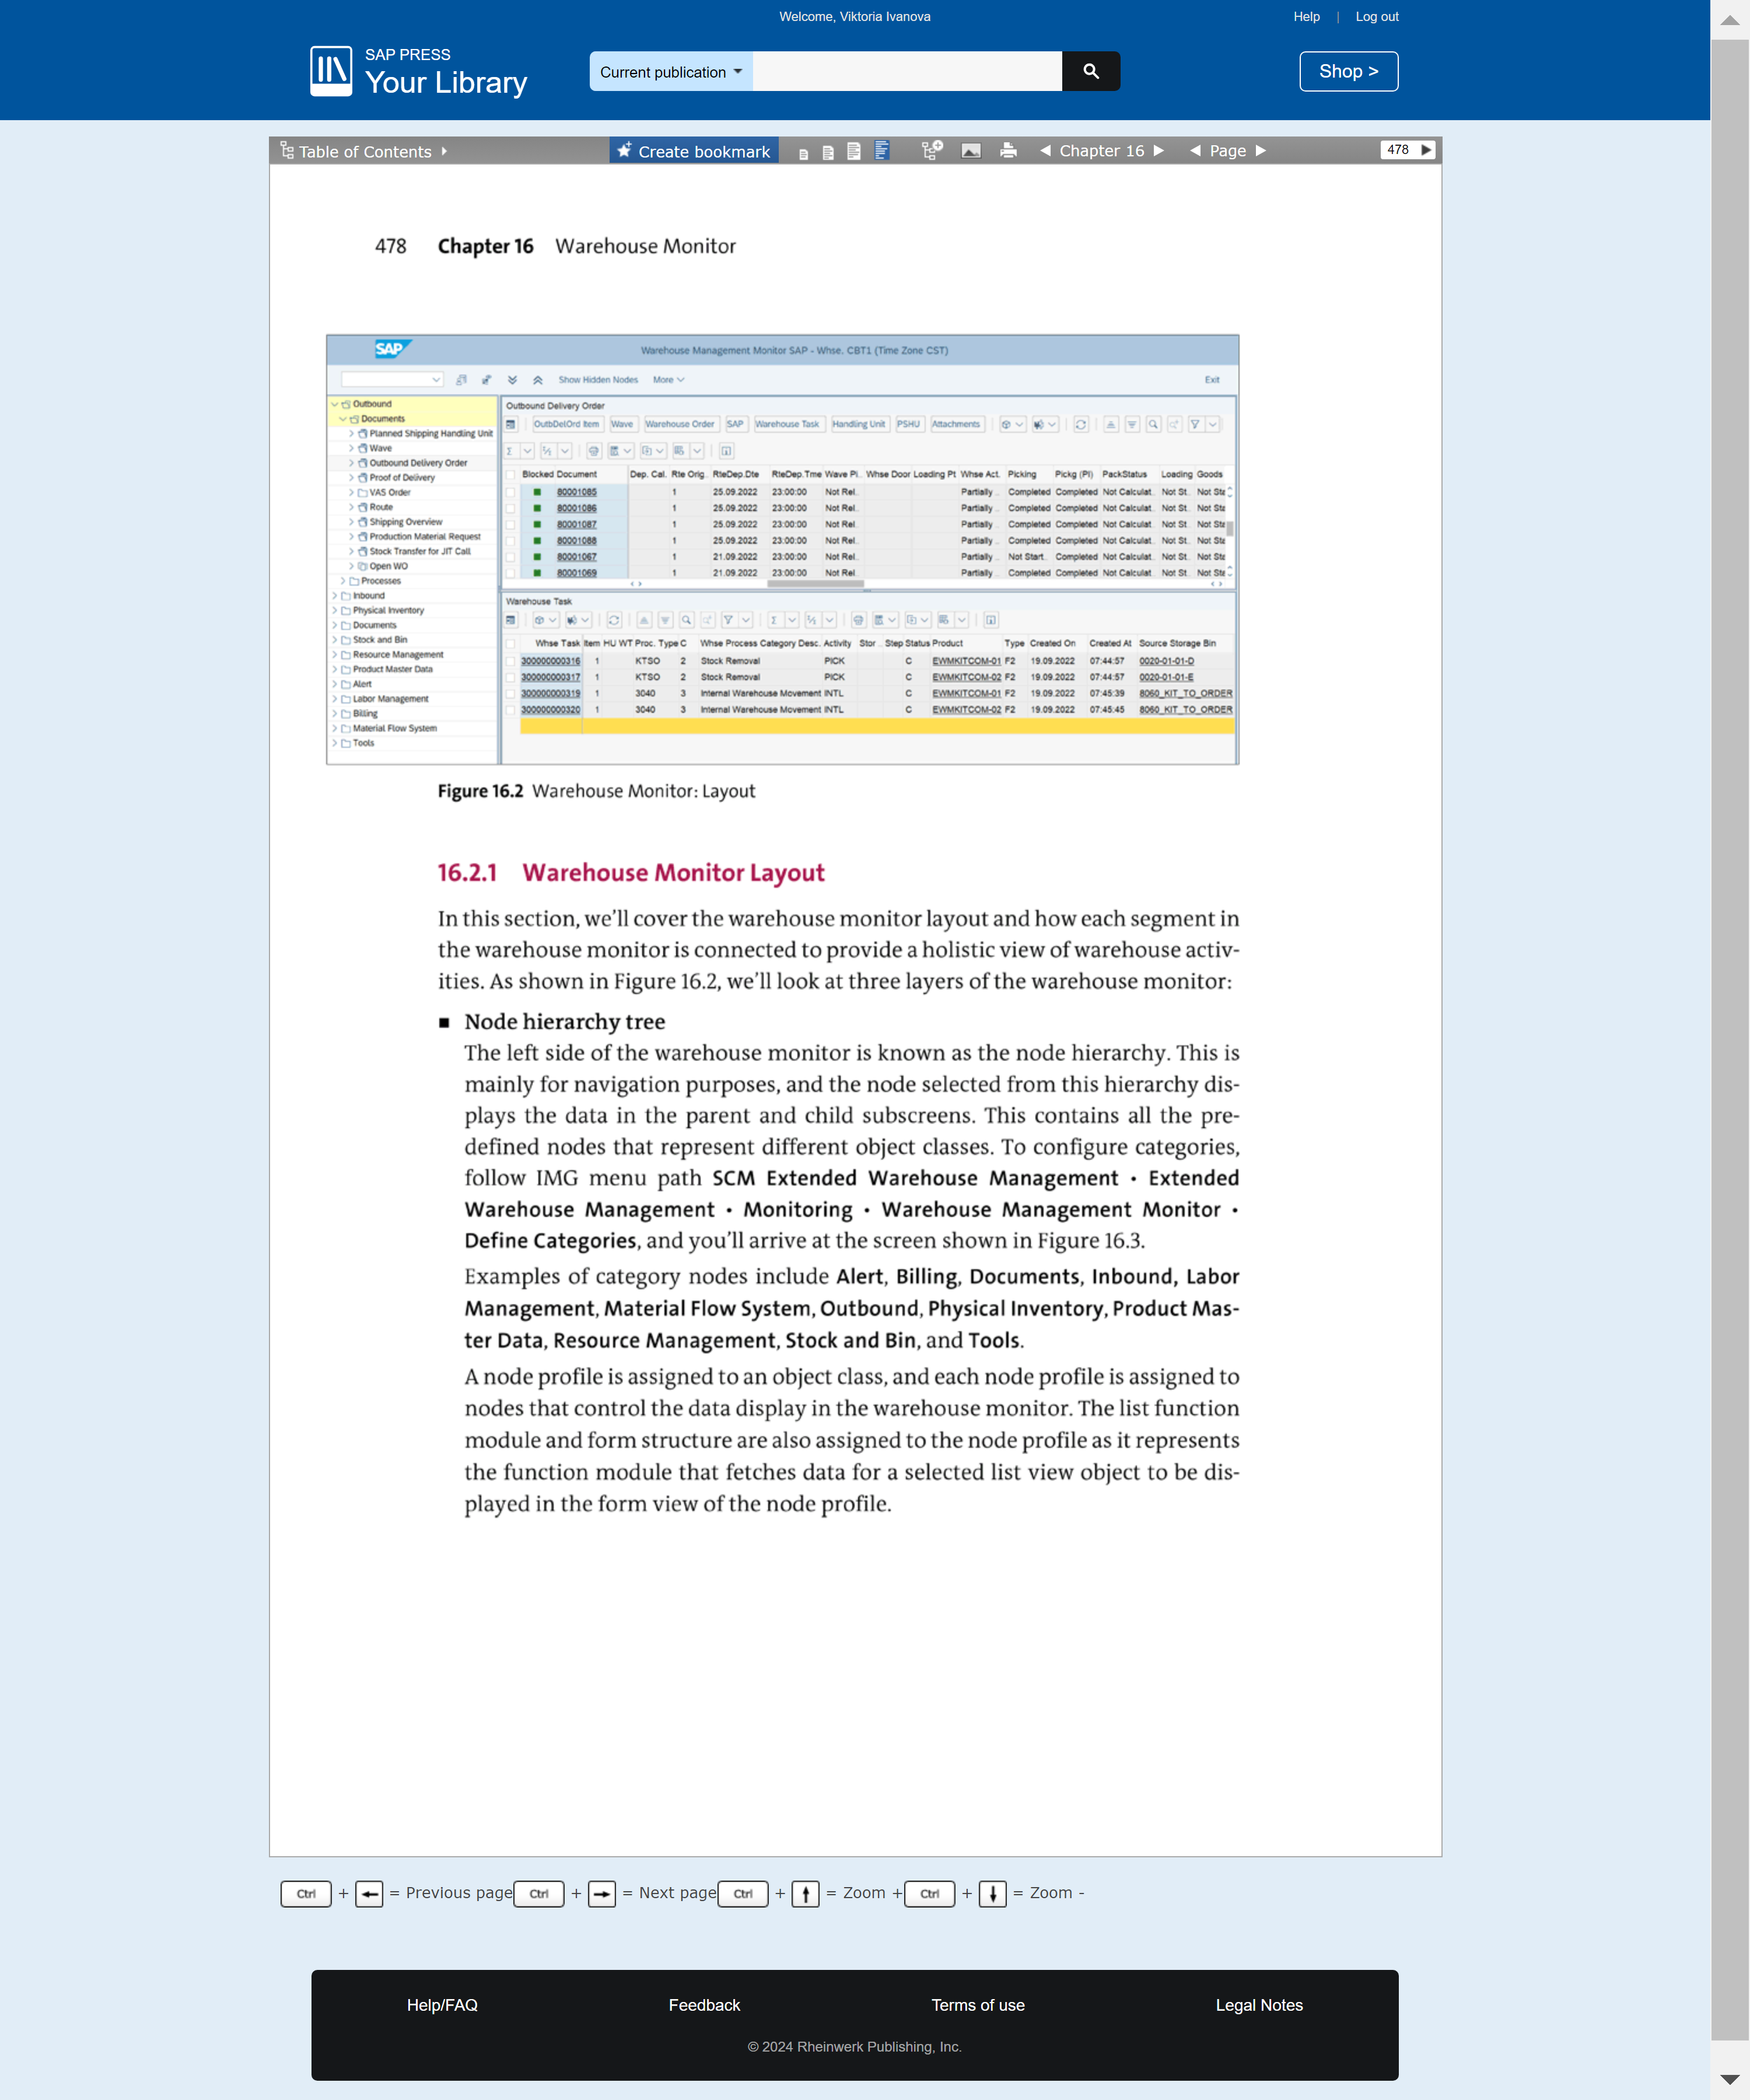 Welcome, Viktoria Ivanova
Help | Log out
SAP PRESS
Your Library
Current publication
Shop >
Table of Contents
Create bookmark
Chapter 16
Page
478
478 Chapter 16 Warehouse Monitor
SAP
Warehouse Management Monitor SAP - Whse. CBT1 (Time Zone CST)
Show Hidden Nodes More Exit
Outbound
Documents
Planned Shipping Handling Unit
Wave
Outbound Delivery Order
Proof of Delivery
VAS Order
Route
Shipping Overview
Production Material Request
Stock Transfer for JIT Call
Open WO
Processes
Inbound
Physical Inventory
Documents
Stock and Bin
Resource Management
Product Master Data
Alert
Labor Management
Billing
Material Flow System
Tools
Outbound Delivery Order
OutbDelOrd Item Wave Warehouse Order SAP Warehouse Task Handling Unit PSHU Attachments
Blocked Document Dep. Cal. Rte Orig. RteDep.Dte RteDep.Tme Wave Pl.. Whse Door Loading Pt Whse Act. Picking Pickg (PI) PackStatus Loading Goods
80001085 1 25.09.2022 23:00:00 Not Rel.. Partially .. Completed Completed Not Calculat.. Not St.. Not Sta
80001086 1 25.09.2022 23:00:00 Not Rel.. Partially .. Completed Completed Not Calculat.. Not St.. Not Sta
80001087 1 25.09.2022 23:00:00 Not Rel.. Partially .. Completed Completed Not Calculat.. Not St.. Not Sta
80001088 1 25.09.2022 23:00:00 Not Rel.. Partially .. Completed Completed Not Calculat.. Not St.. Not Sta
80001067 1 21.09.2022 23:00:00 Not Rel.. Partially .. Not Start.. Completed Not Calculat.. Not St.. Not Sta
80001069 1 21.09.2022 23:00:00 Not Rel.. Partially .. Completed Completed Not Calculat.. Not St.. Not Sta
Warehouse Task
Whse Task Item HU WT Proc. Type C Whse Process Category Desc. Activity Stor .. Step Status Product Type Created On Created At Source Storage Bin
300000000316 1 KTSO 2 Stock Removal PICK C EWMKITCOM-01 F2 19.09.2022 07:44:57 0020-01-01-D
300000000317 1 KTSO 2 Stock Removal PICK C EWMKITCOM-02 F2 19.09.2022 07:44:57 0020-01-01-E
300000000319 1 3040 3 Internal Warehouse Movement INTL C EWMKITCOM-01 F2 19.09.2022 07:45:39 8060_KIT_TO_ORDER
300000000320 1 3040 3 Internal Warehouse Movement INTL C EWMKITCOM-02 F2 19.09.2022 07:45:45 8060_KIT_TO_ORDER
Figure 16.2 Warehouse Monitor: Layout
16.2.1 Warehouse Monitor Layout
In this section, we'll cover the warehouse monitor layout and how each segment in
the warehouse monitor is connected to provide a holistic view of warehouse activ-
ities. As shown in Figure 16.2, we'll look at three layers of the warehouse monitor:
■ Node hierarchy tree
The left side of the warehouse monitor is known as the node hierarchy. This is
mainly for navigation purposes, and the node selected from this hierarchy dis-
plays the data in the parent and child subscreens. This contains all the pre-
defined nodes that represent different object classes. To configure categories,
follow IMG menu path SCM Extended Warehouse Management • Extended
Warehouse Management • Monitoring • Warehouse Management Monitor •
Define Categories, and you'll arrive at the screen shown in Figure 16.3.
Examples of category nodes include Alert, Billing, Documents, Inbound, Labor
Management, Material Flow System, Outbound, Physical Inventory, Product Mas-
ter Data, Resource Management, Stock and Bin, and Tools.
A node profile is assigned to an object class, and each node profile is assigned to
nodes that control the data display in the warehouse monitor. The list function
module and form structure are also assigned to the node profile as it represents
the function module that fetches data for a selected list view object to be dis-
played in the form view of the node profile.
Ctrl + ← = Previous page Ctrl + → = Next page Ctrl + ↑ = Zoom + Ctrl + ↓ = Zoom -
Help/FAQ Feedback Terms of use Legal Notes
© 2024 Rheinwerk Publishing, Inc.